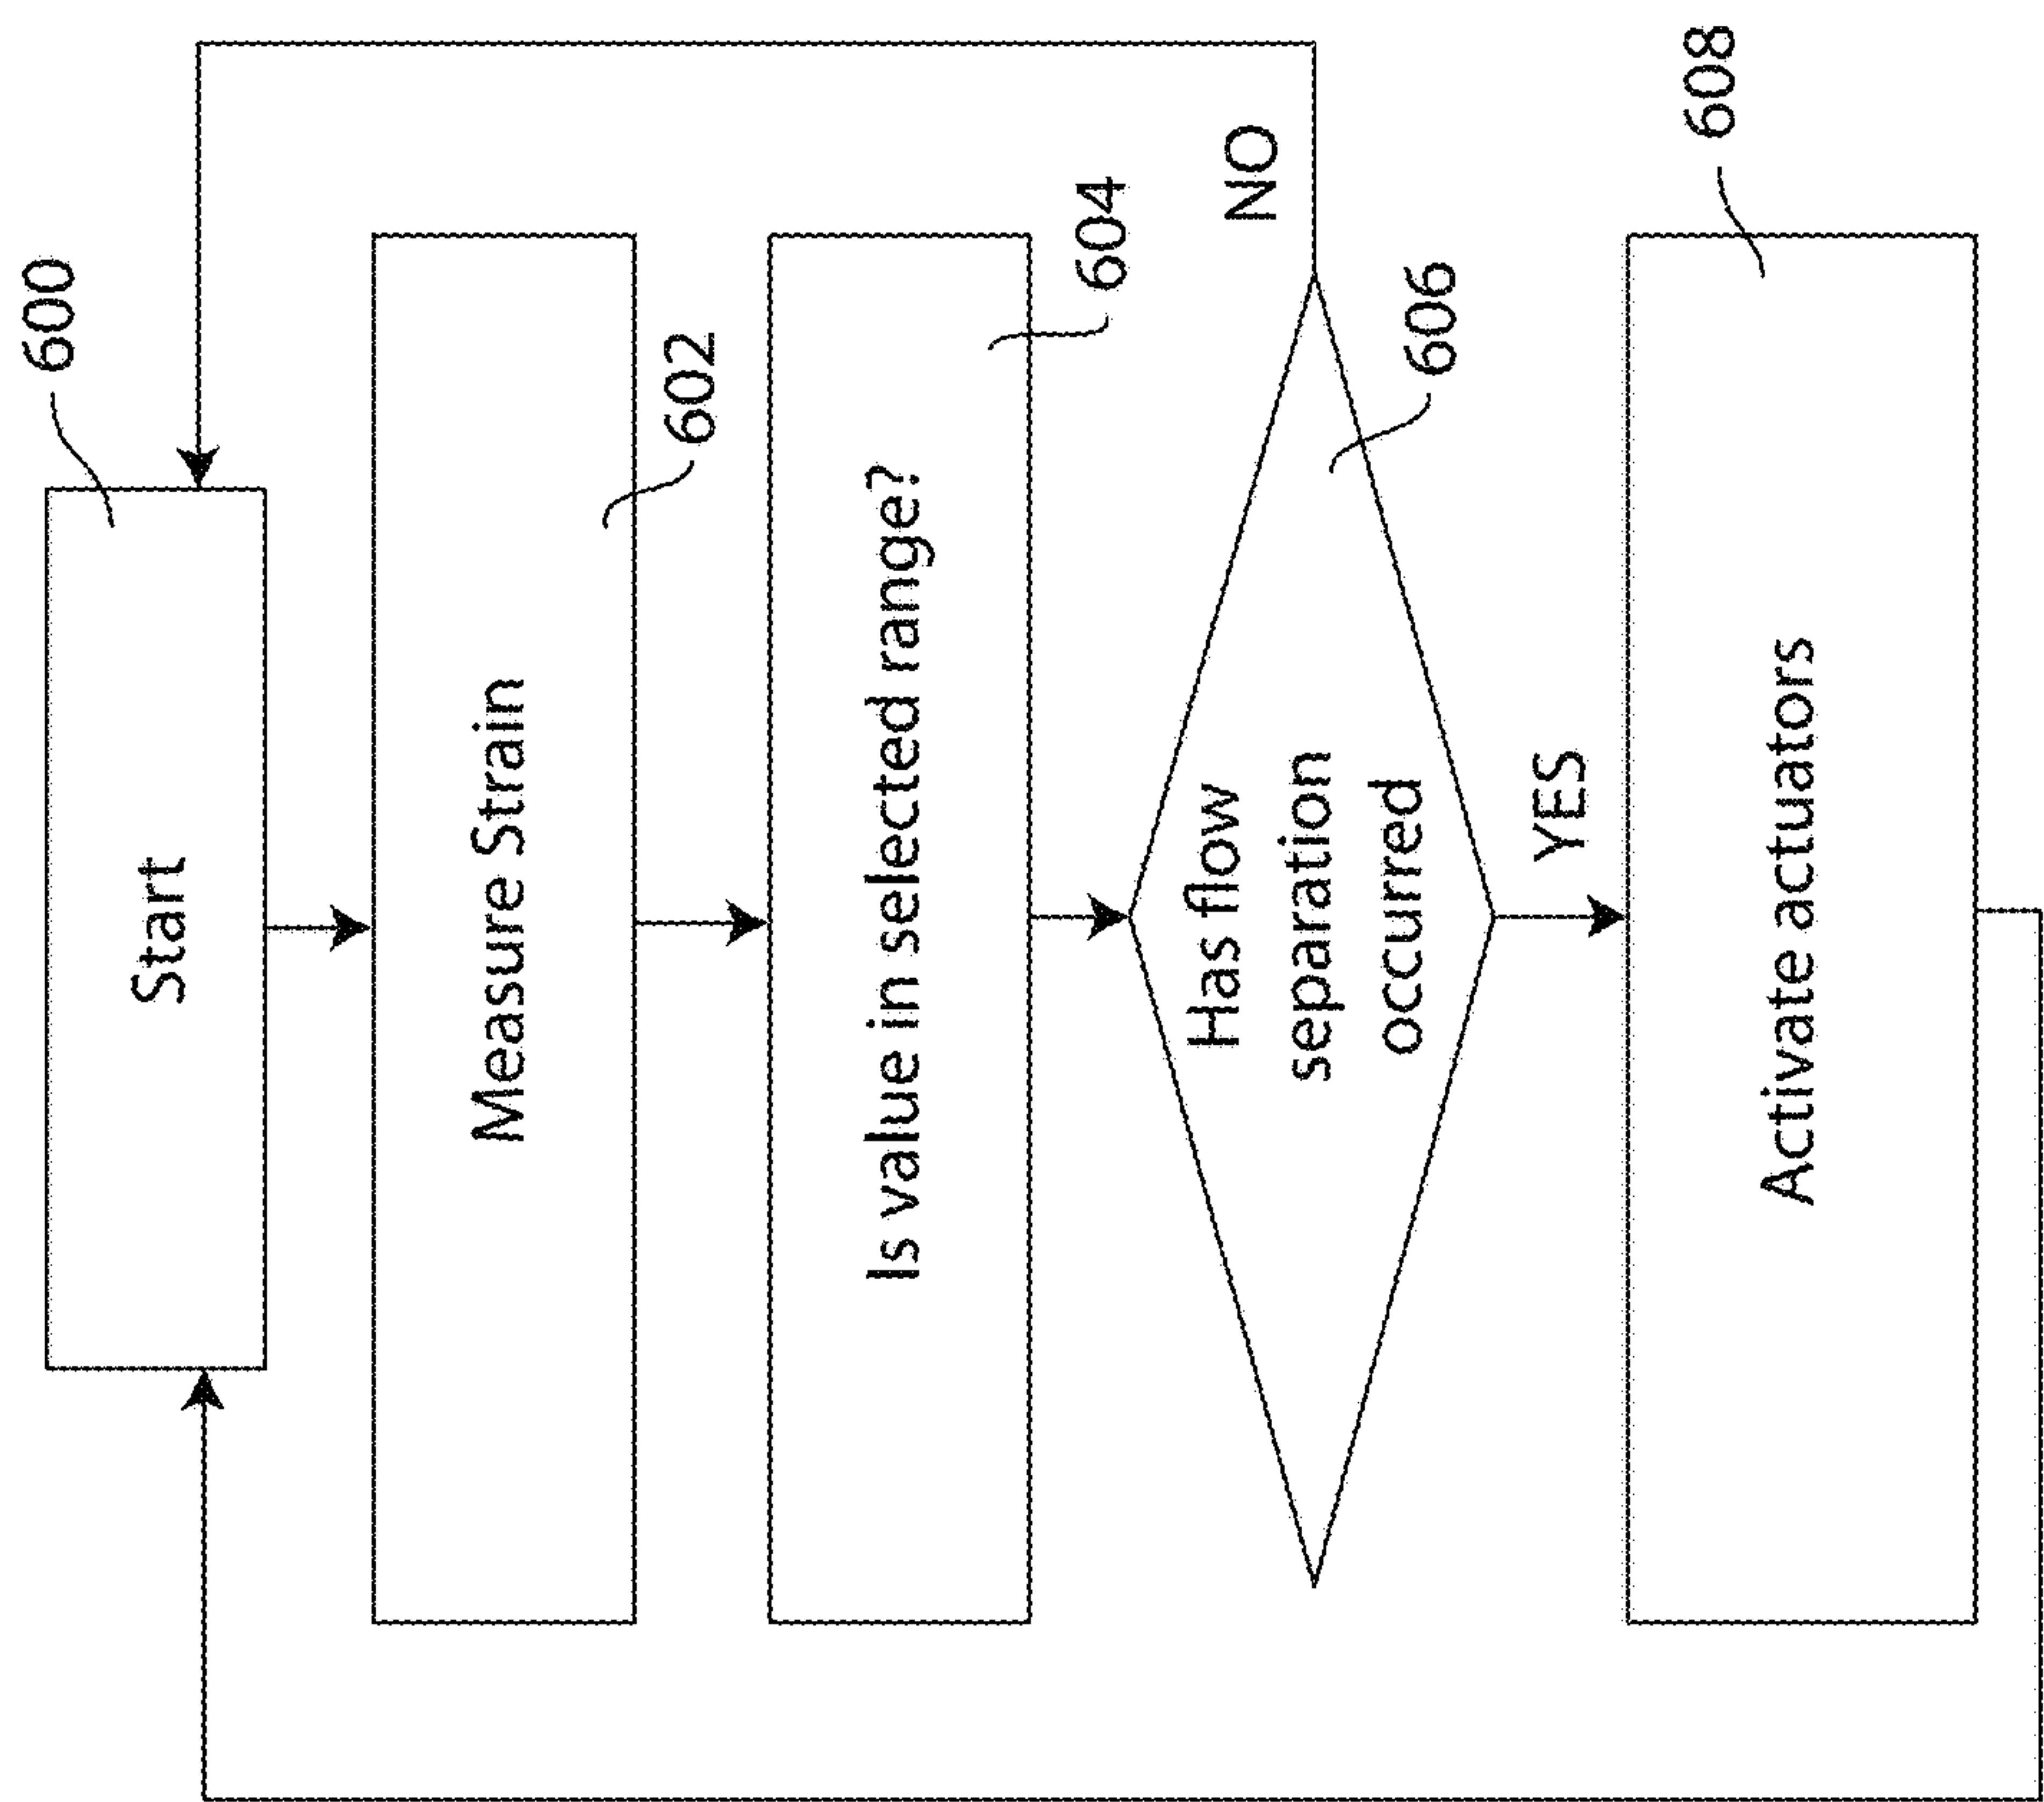 600
Start
602
Measure Strain
604
Is value in selected range?
606
Has flow
separation
occurred
NO
YES
608
Activate actuators